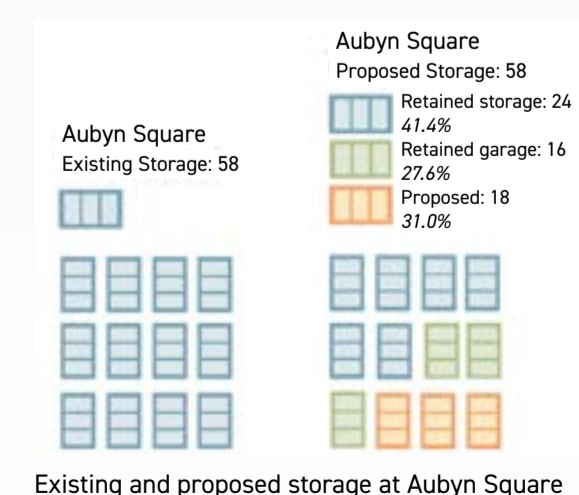 Aubyn Square
Existing Storage: 58
Aubyn Square
Proposed Storage: 58
Retained storage: 24
41.4%
Retained garage: 16
27.6%
Proposed: 18
31.0%
Existing and proposed storage at Aubyn Square